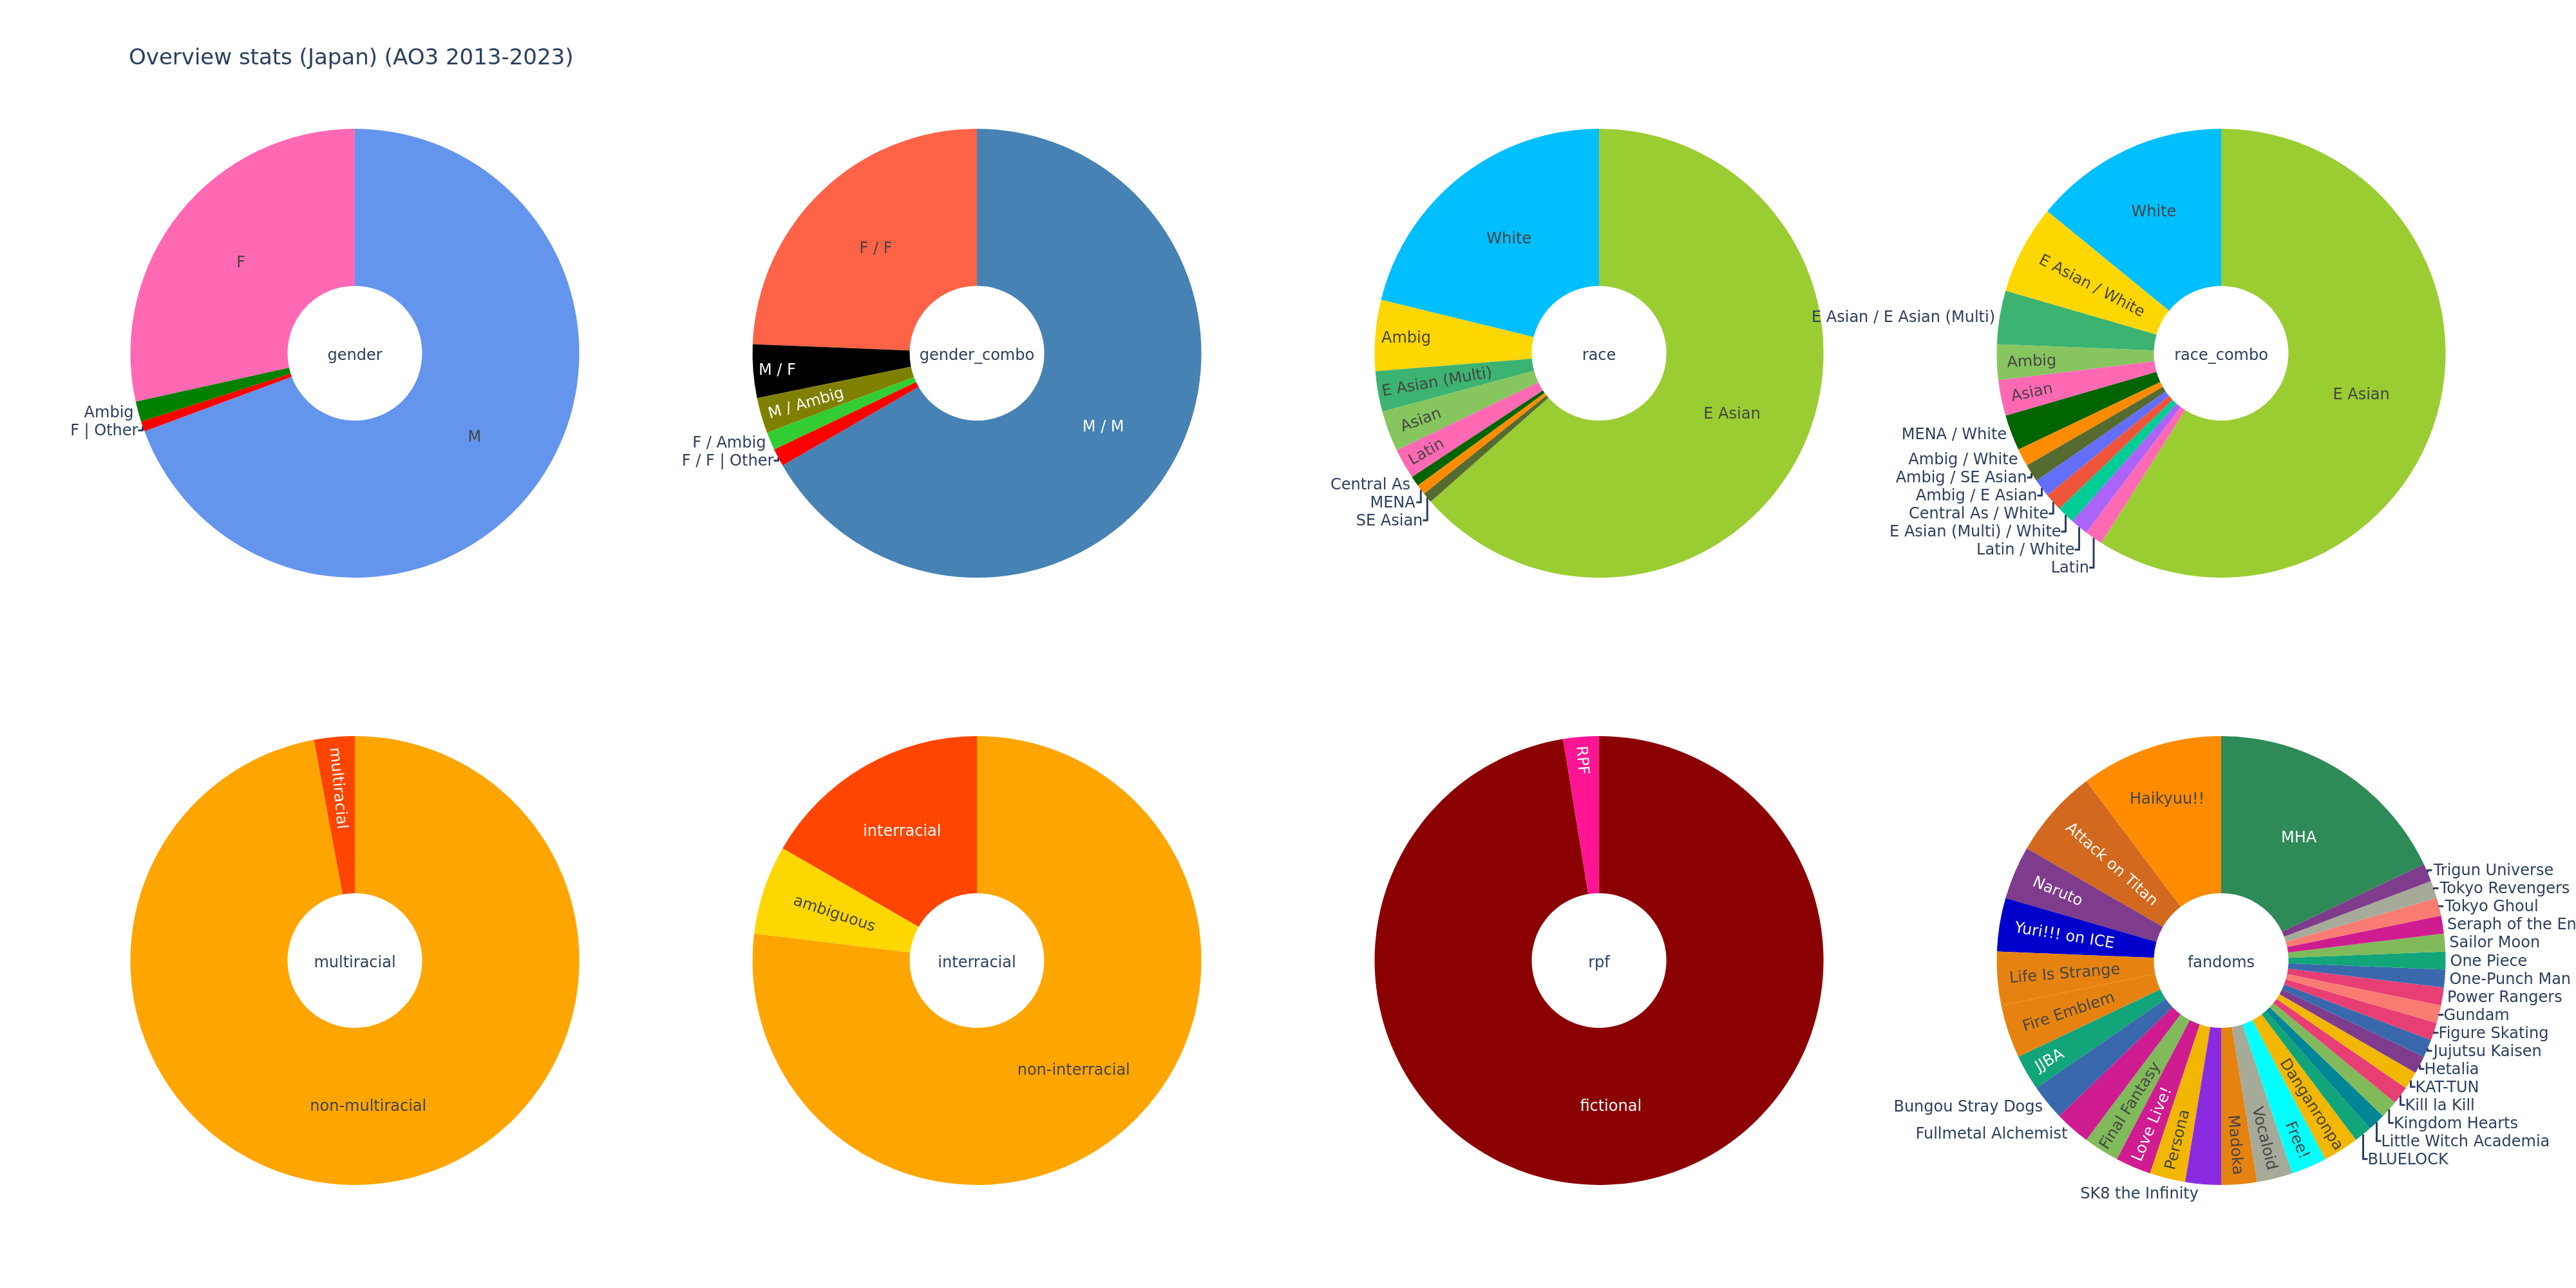 Overview stats (Japan) (AO3 2013-2023)
F
gender
M
Ambig
F | Other
F / F
gender_combo
M / F
M / Ambig
M / M
F / Ambig
F / F | Other
White
Ambig
race
E Asian (Multi)
Asian
E Asian
Latin
Central As
MENA
SE Asian
White
E Asian / White
E Asian / E Asian (Multi)
Ambig
race_combo
Asian
E Asian
MENA / White
Ambig / White
Ambig / SE Asian
Ambig / E Asian
Central As / White
E Asian (Multi) / White
Latin / White
Latin
multiracial
multiracial
non-multiracial
interracial
ambiguous
interracial
non-interracial
RPF
rpf
fictional
Haikyuu!!
MHA
Attack on Titan
Naruto
Yuri!!! on ICE
fandoms
Life Is Strange
Fire Emblem
JJBA
Bungou Stray Dogs
Fullmetal Alchemist
Final Fantasy
Love Live!
Persona
SK8 the Infinity
Madoka
Vocaloid
Free!
Danganronpa
Trigun Universe
Tokyo Revengers
Tokyo Ghoul
Seraph of the En
Sailor Moon
One Piece
One-Punch Man
Power Rangers
Gundam
Figure Skating
Jujutsu Kaisen
Hetalia
KAT-TUN
Kill la Kill
Kingdom Hearts
Little Witch Academia
BLUELOCK